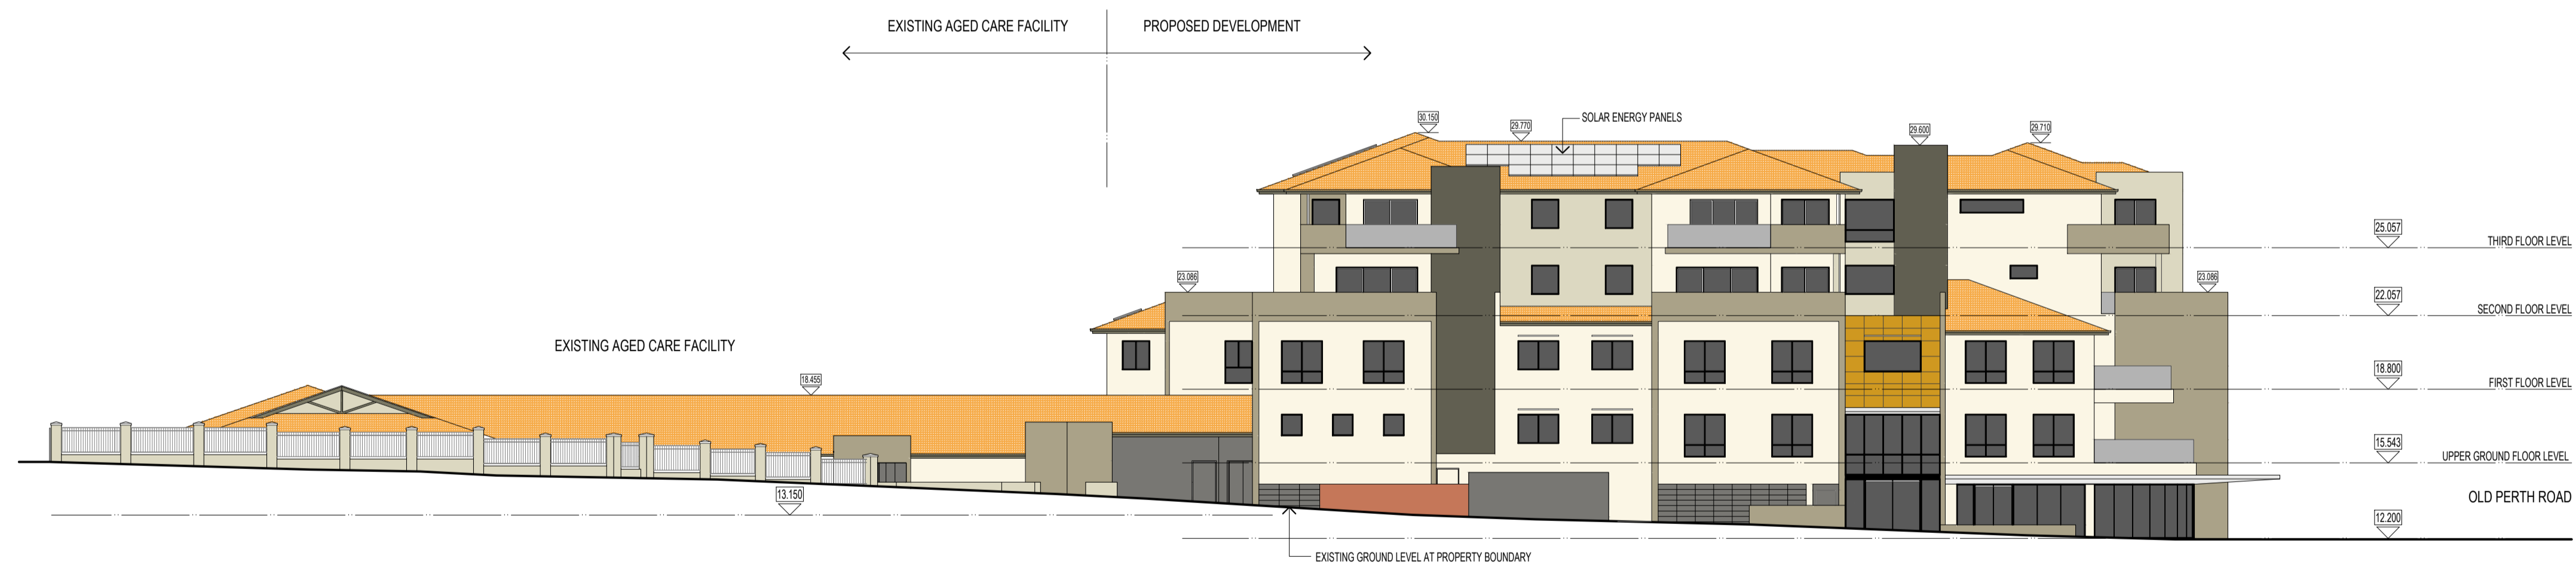 EXISTING AGED CARE FACILITY
PROPOSED DEVELOPMENT
30.150
29.770
SOLAR ENERGY PANELS
29.600
29.710
25.057
THIRD FLOOR LEVEL
23.086
23.086
22.057
SECOND FLOOR LEVEL
EXISTING AGED CARE FACILITY
18.455
18.800
FIRST FLOOR LEVEL
15.543
UPPER GROUND FLOOR LEVEL
13.150
OLD PERTH ROAD
12.200
EXISTING GROUND LEVEL AT PROPERTY BOUNDARY